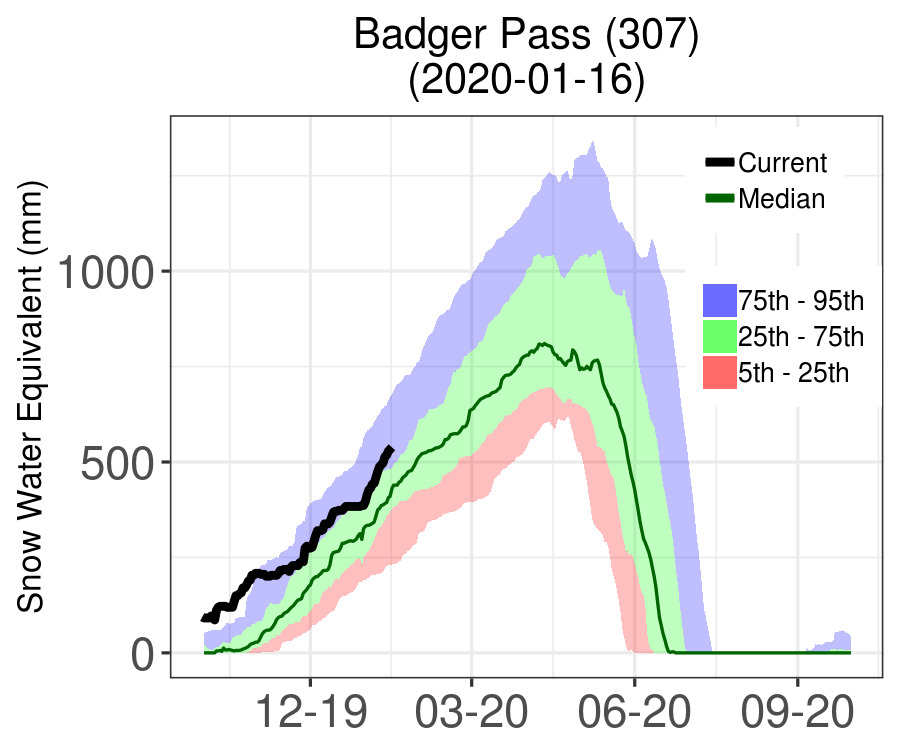 Badger Pass (307)
(2020-01-16)
Snow Water Equivalent (mm)
1000
500
0
12-19
03-20
06-20
09-20
Current
Median
75th - 95th
25th - 75th
5th - 25th